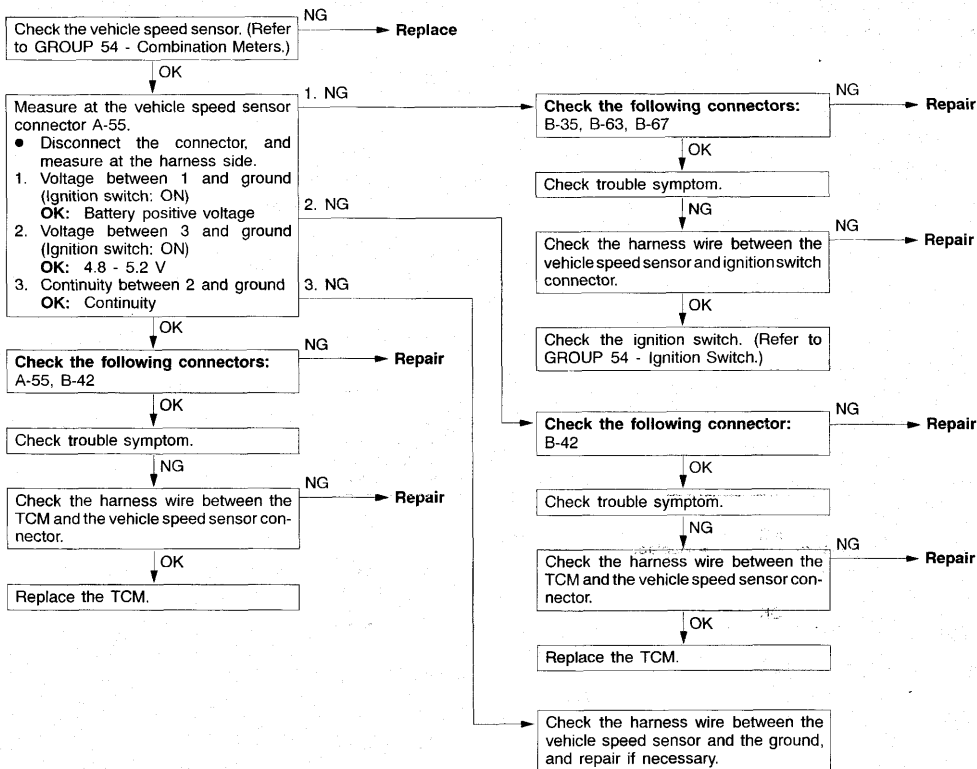 Check the vehicle speed sensor. (Refer
to GROUP 54 - Combination Meters.)
NG
Replace
OK
Measure at the vehicle speed sensor
connector A-55.
● Disconnect the connector, and
measure at the harness side.
1. Voltage between 1 and ground
(Ignition switch: ON)
OK: Battery positive voltage
2. Voltage between 3 and ground
(Ignition switch: ON)
OK: 4.8 - 5.2 V
3. Continuity between 2 and ground
OK: Continuity
1. NG
2. NG
3. NG
OK
Check the following connectors:
A-55, B-42
NG
Repair
OK
Check trouble symptom.
NG
Check the harness wire between the
TCM and the vehicle speed sensor con-
nector.
NG
Repair
OK
Replace the TCM.
Check the following connectors:
B-35, B-63, B-67
NG
Repair
OK
Check trouble symptom.
NG
Check the harness wire between the
vehicle speed sensor and ignition switch
connector.
NG
Repair
OK
Check the ignition switch. (Refer to
GROUP 54 - Ignition Switch.)
Check the following connector:
B-42
NG
Repair
OK
Check trouble symptom.
NG
Check the harness wire between the
TCM and the vehicle speed sensor con-
nector.
NG
Repair
OK
Replace the TCM.
Check the harness wire between the
vehicle speed sensor and the ground,
and repair if necessary.